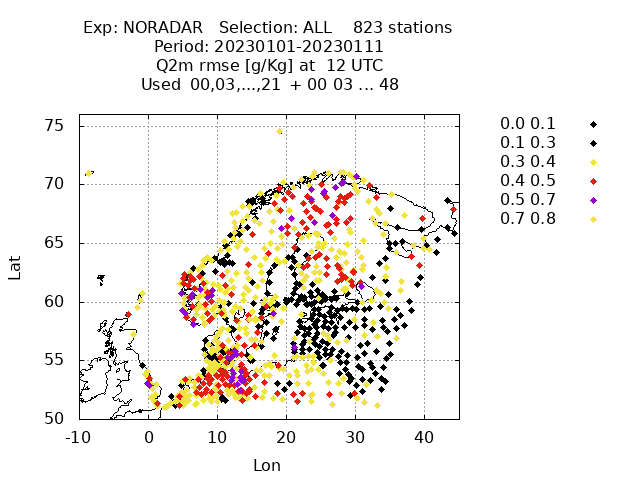 Exp: NORADAR   Selection: ALL    823 stations
Period: 20230101-20230111
Q2m rmse [g/Kg] at  12 UTC
Used  00,03,...,21  + 00 03 ... 48
75
70
65
60
55
50
-10 0 10 20 30 40
Lat
Lon
0.0 0.1
0.1 0.3
0.3 0.4
0.4 0.5
0.5 0.7
0.7 0.8